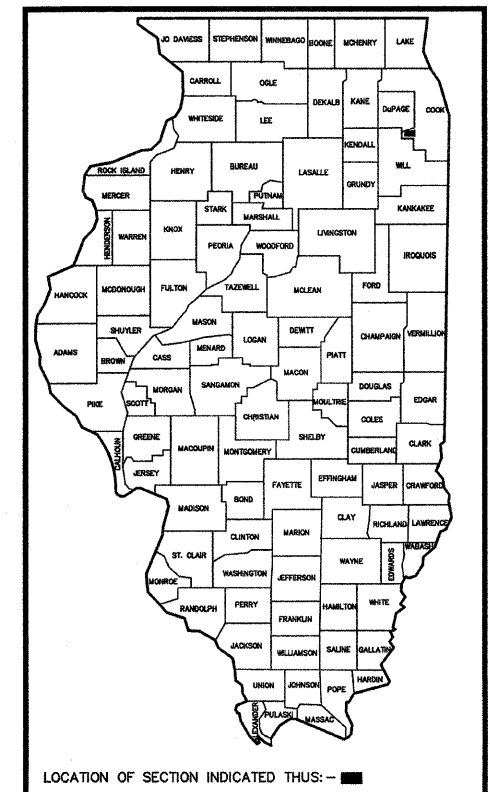 JO DAVIESS STEPHENSON WINNEBAGO BOONE MCHENRY LAKE
CARROLL OGLE
DEKALB KANE DuPAGE COOK
WHITESIDE LEE
KENDALL WILL
ROCK ISLAND HENRY BUREAU LASALLE GRUNDY
MERCER PUTNAM
STARK MARSHALL KANKAKEE
HENDERSON WARREN KNOX PEORIA WOODFORD LIVINGSTON
IROQUOIS
HANCOCK MCDONOUGH FULTON TAZEWELL MCLEAN FORD
MASON
SHUYLER LOGAN DEWITT CHAMPAIGN VERMILLION
ADAMS BROWN CASS MENARD PIATT
MACON
MORGAN SANGAMON DOUGLAS EDGAR
PIKE SCOTT CHRISTIAN MOULTRIE
COLES
GREENE SHELBY
CALHOUN MACOUPIN MONTGOMERY CUMBERLAND CLARK
JERSEY
FAYETTE EFFINGHAM JASPER CRAWFORD
MADISON BOND
CLAY RICHLAND LAWRENCE
CLINTON MARION
ST. CLAIR WAYNE EDWARDS WABASH
MONROE WASHINGTON JEFFERSON
RANDOLPH PERRY HAMILTON WHITE
FRANKLIN
JACKSON WILLIAMSON SALINE GALLATIN
UNION JOHNSON POPE HARDIN
ALEXANDER PULASKI MASSAC
LOCATION OF SECTION INDICATED THUS: –